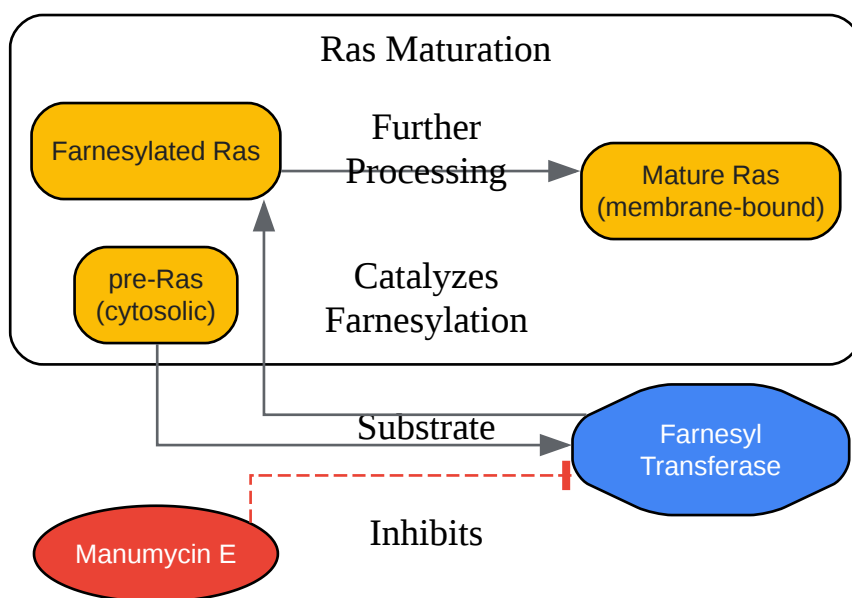 Ras Maturation
Farnesylated Ras
Further
Processing
Mature Ras
(membrane-bound)
pre-Ras
(cytosolic)
Catalyzes
Farnesylation
Substrate
Farnesyl
Transferase
Manumycin E
Inhibits